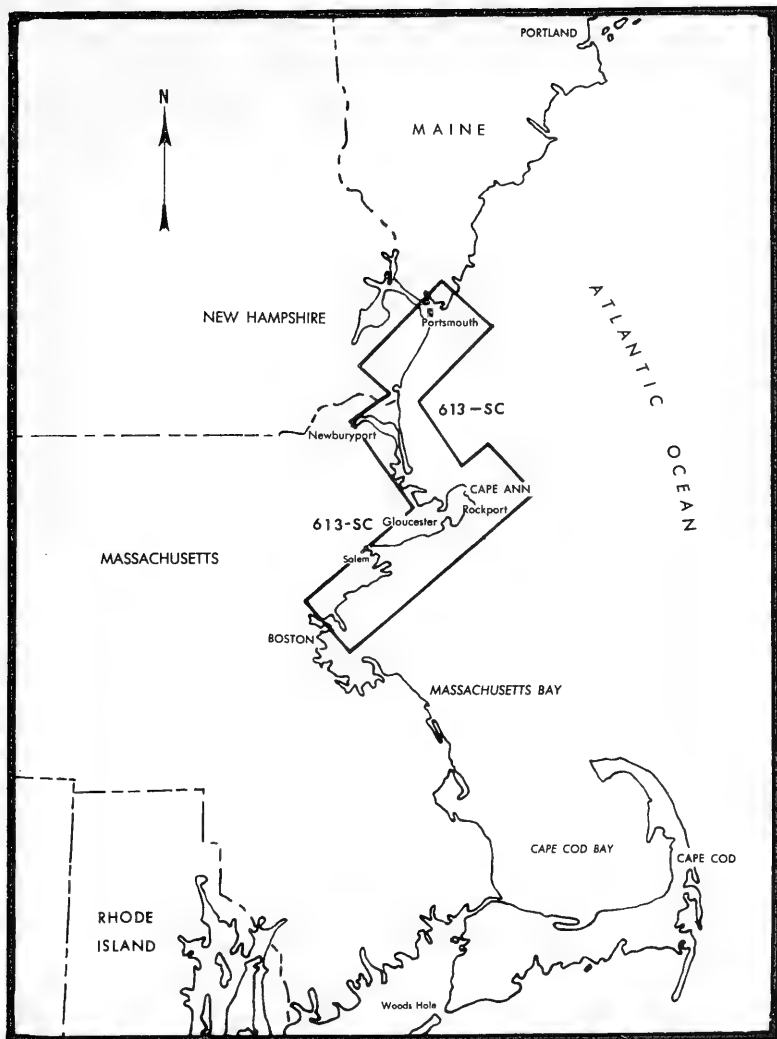 PORTLAND
N
MAINE
NEW HAMPSHIRE
Portsmouth
ATLANTIC OCEAN
613-SC
Newburyport
CAPE ANN
Rockport
Gloucester
613-SC
MASSACHUSETTS
Salem
BOSTON
MASSACHUSETTS BAY
CAPE COD BAY
CAPE COD
RHODE
ISLAND
Woods Hole